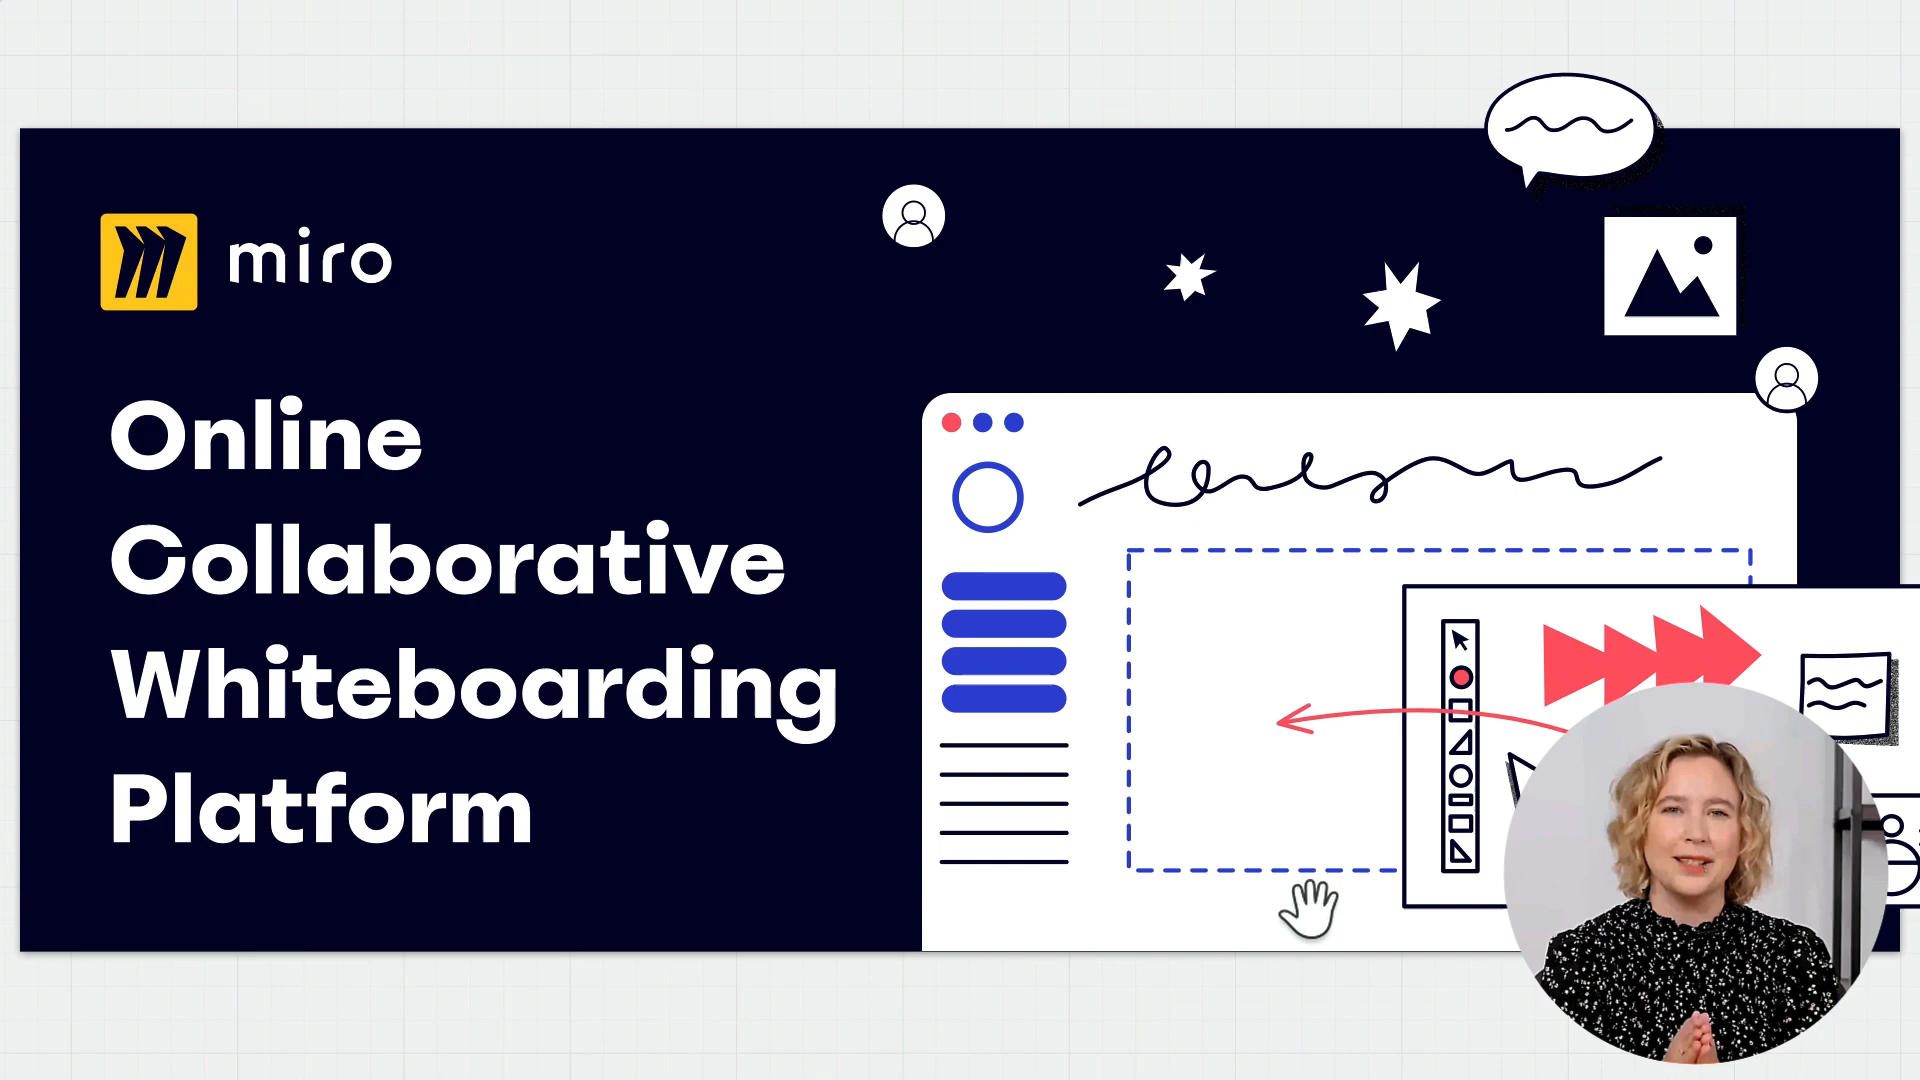 miro
Online
Collaborative
Whiteboarding
Platform